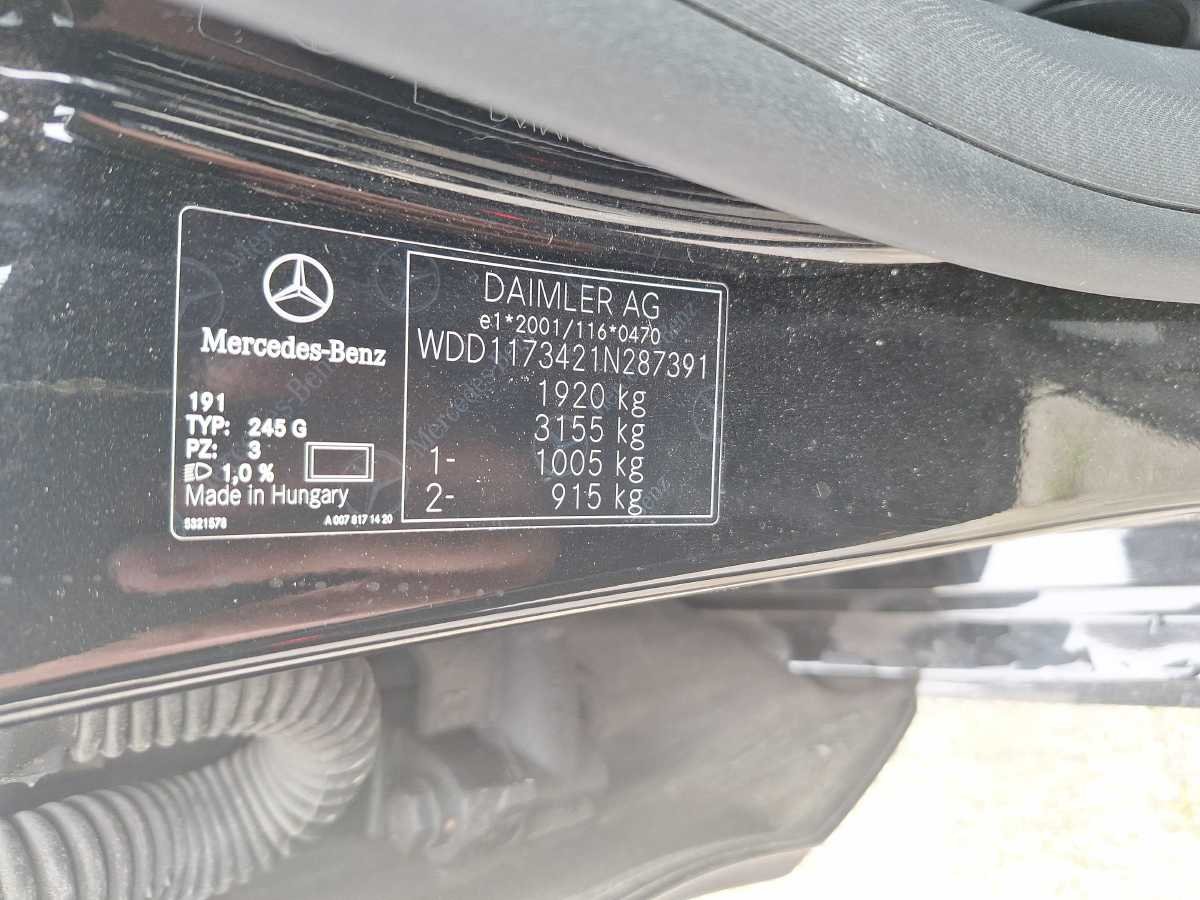 Mercedes-Benz
191
TYP: 245 G
PZ: 3
1,0 %
Made in Hungary
5321578
A 007 817 14 20
DAIMLER AG
e1*2001/116*0470
WDD1173421N287391
1920 kg
3155 kg
1- 1005 kg
2- 915 kg